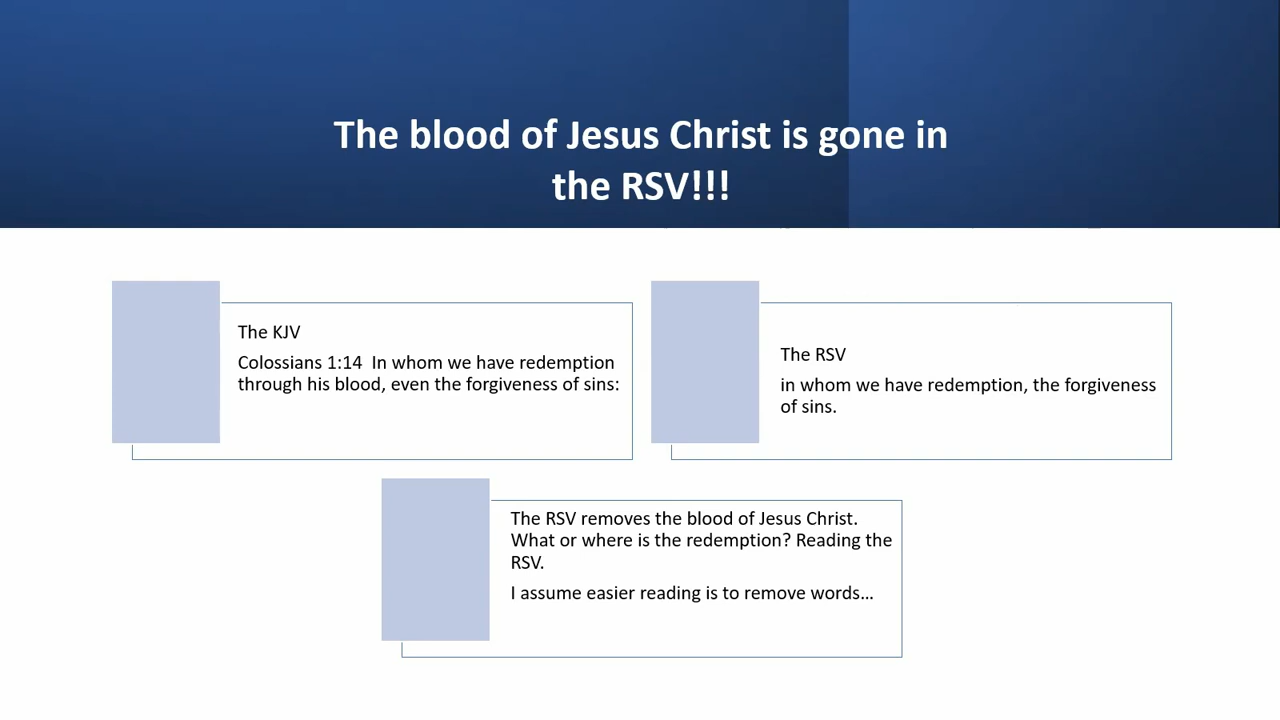 The blood of Jesus Christ is gone in
the RSV!!!
The KJV
Colossians 1:14  In whom we have redemption
through his blood, even the forgiveness of sins:
The RSV
in whom we have redemption, the forgiveness
of sins.
The RSV removes the blood of Jesus Christ.
What or where is the redemption? Reading the
RSV.
I assume easier reading is to remove words…